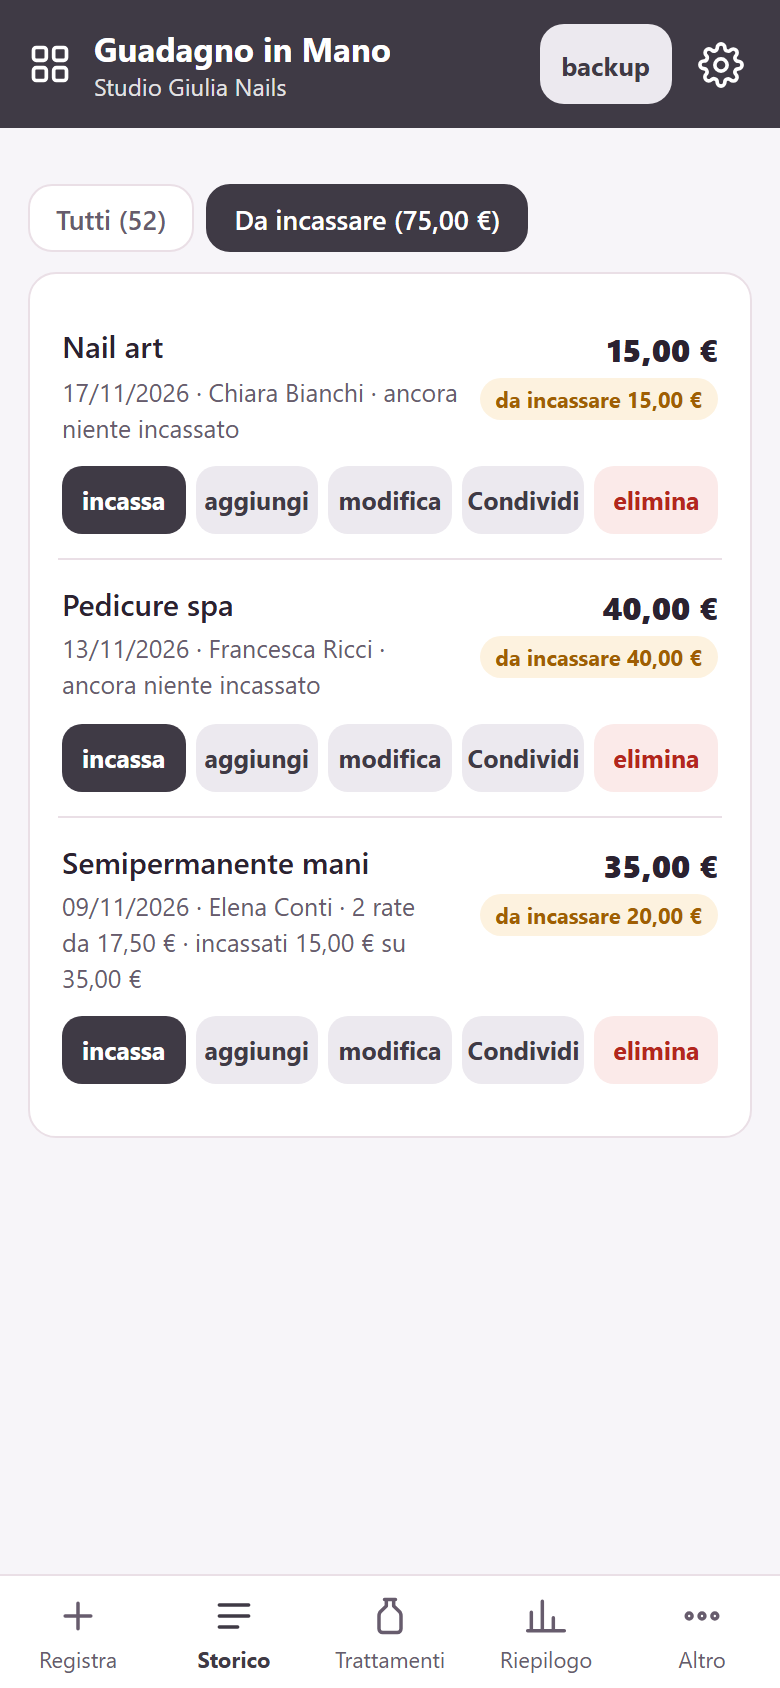 Guadagno in Mano
Studio Giulia Nails
backup
Tutti (52)
Da incassare (75,00 €)
Nail art
15,00 €
17/11/2026 · Chiara Bianchi · ancora
niente incassato
da incassare 15,00 €
incassa
aggiungi
modifica
Condividi
elimina
Pedicure spa
40,00 €
13/11/2026 · Francesca Ricci ·
ancora niente incassato
da incassare 40,00 €
incassa
aggiungi
modifica
Condividi
elimina
Semipermanente mani
35,00 €
09/11/2026 · Elena Conti · 2 rate
da 17,50 € · incassati 15,00 € su
35,00 €
da incassare 20,00 €
incassa
aggiungi
modifica
Condividi
elimina
Registra
Storico
Trattamenti
Riepilogo
Altro